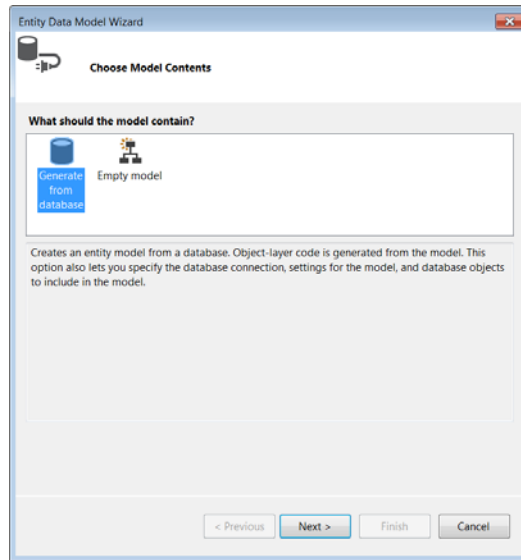 Entity Data Model Wizard
Choose Model Contents
What should the model contain?
Generate
from
database
Empty model
Creates an entity model from a database. Object-layer code is generated from the model. This
option also lets you specify the database connection, settings for the model, and database objects
to include in the model.
< Previous
Next >
Finish
Cancel